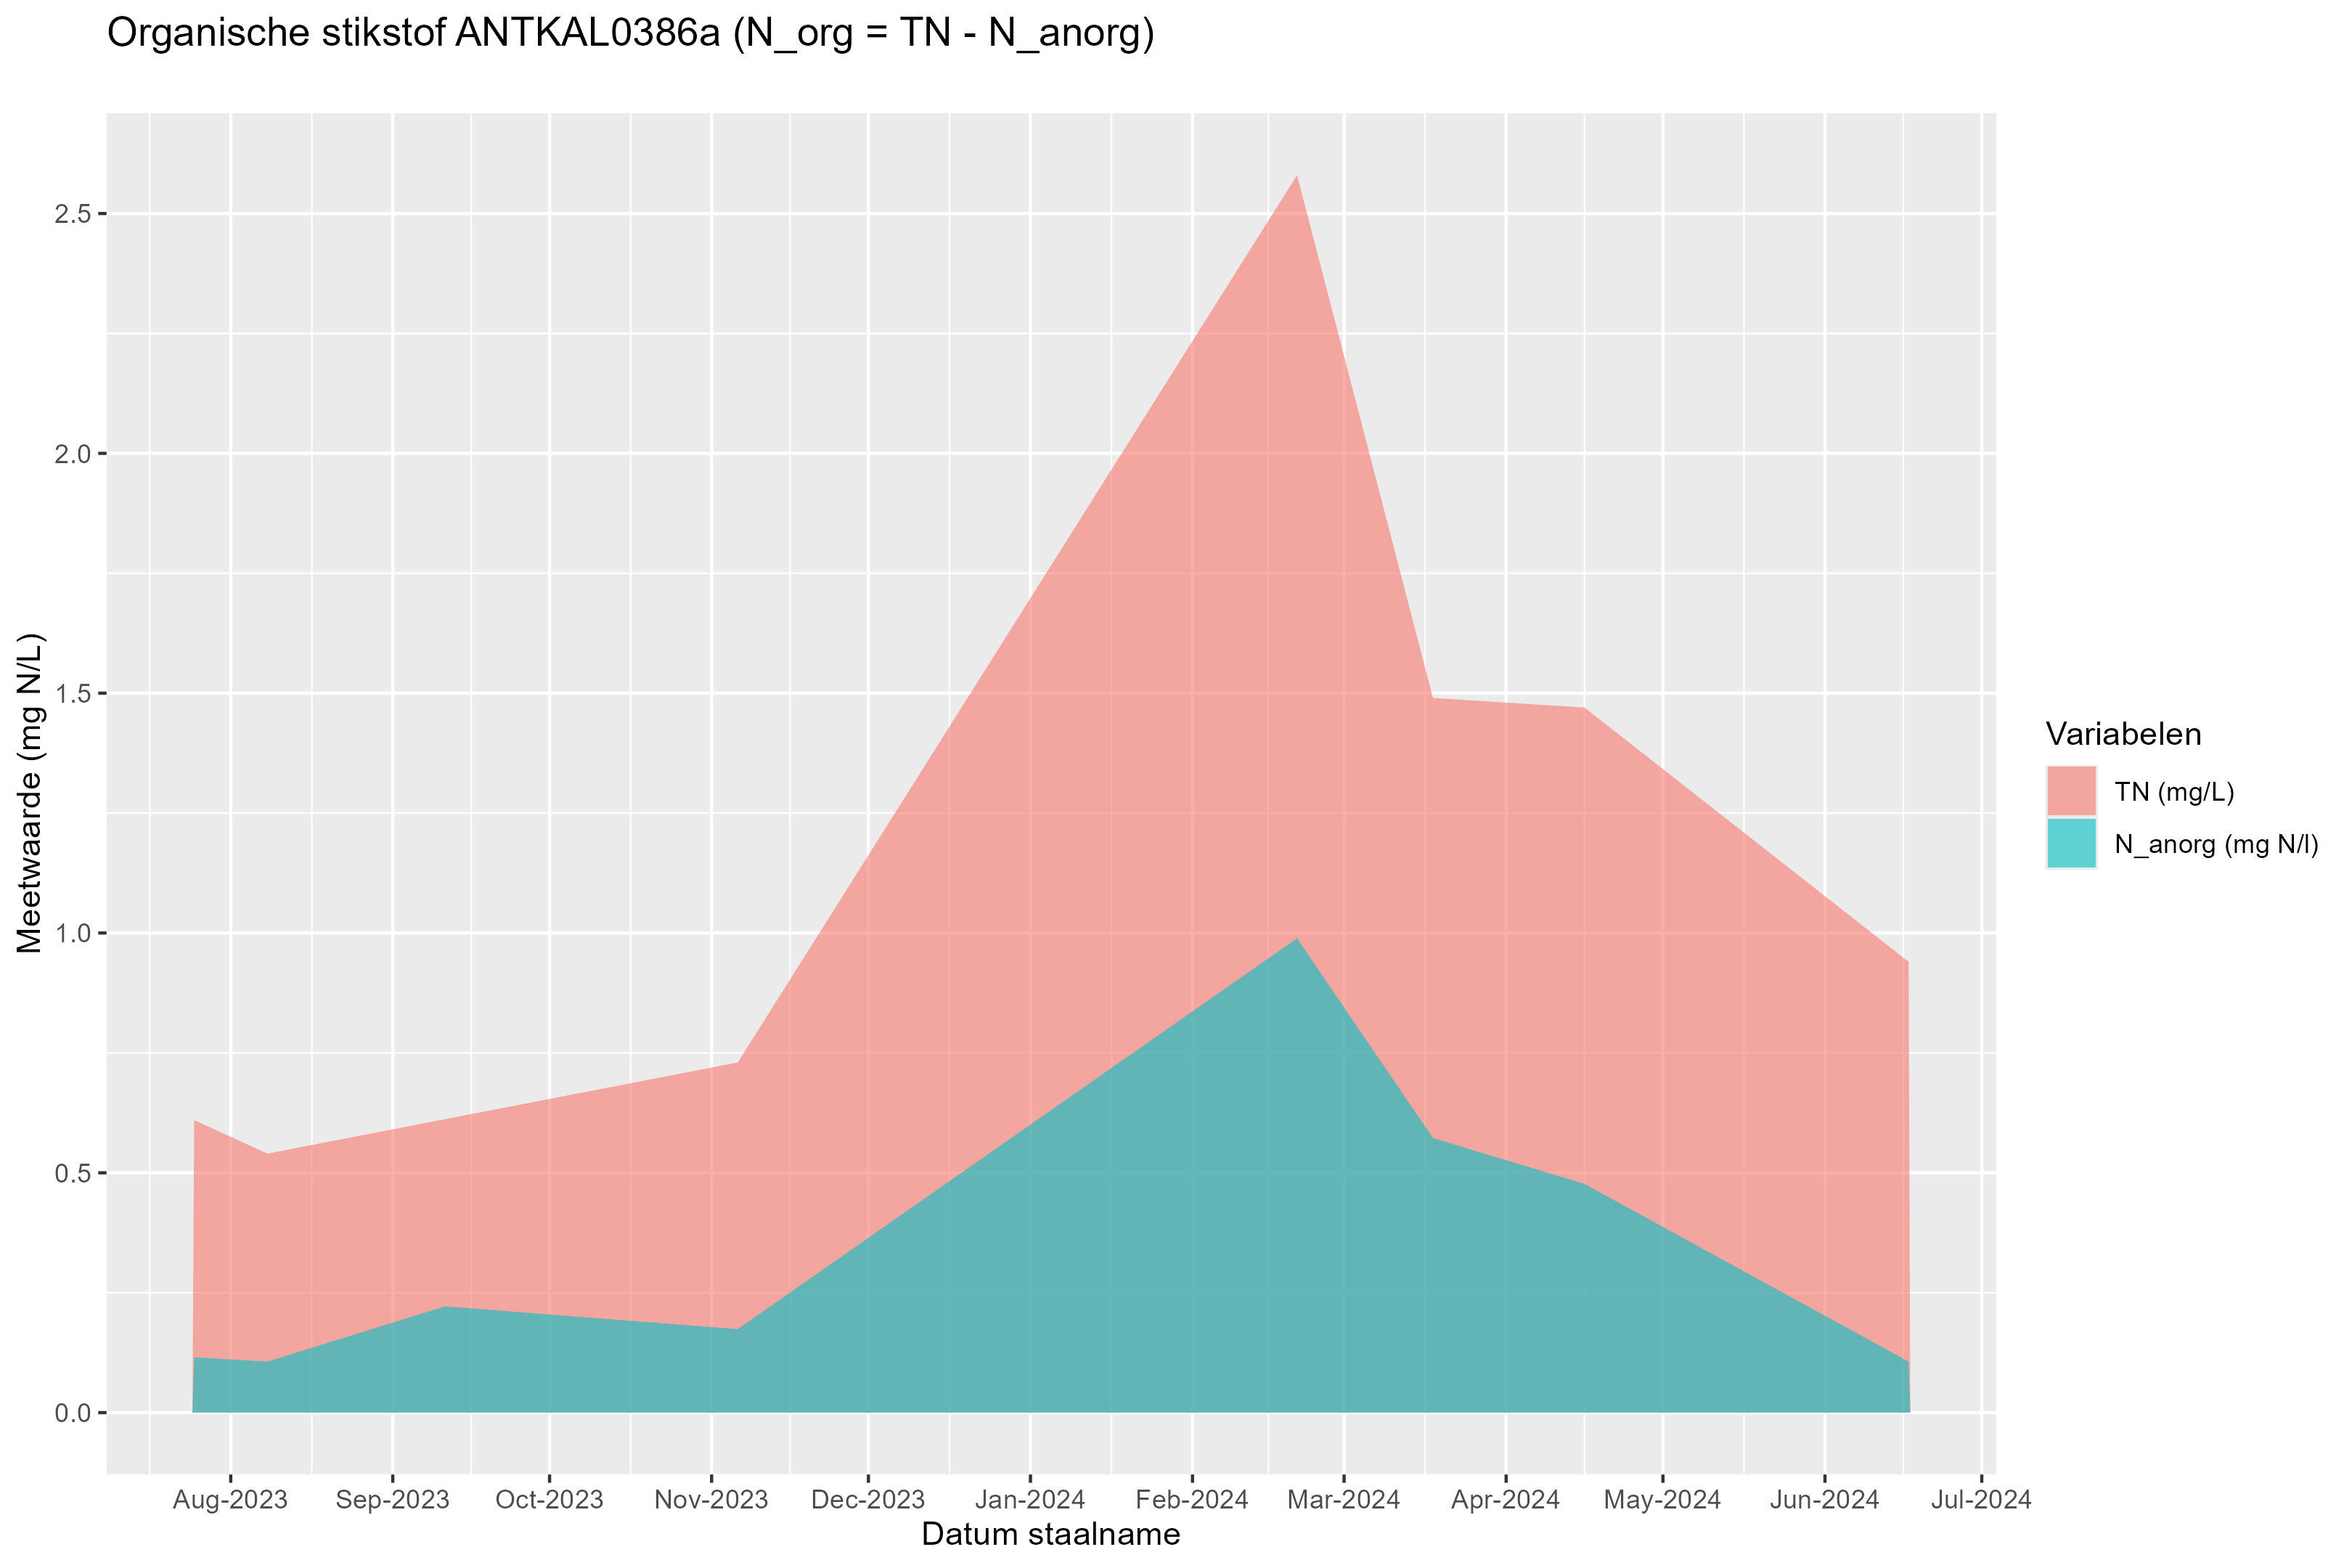 Organische stikstof ANTKAL0386a (N_org = TN - N_anorg)
Meetwaarde (mg N/L)
2.5
2.0
1.5
1.0
0.5
0.0
Aug-2023 Sep-2023 Oct-2023 Nov-2023 Dec-2023 Jan-2024 Feb-2024 Mar-2024 Apr-2024 May-2024 Jun-2024 Jul-2024
Datum staalname
Variabelen
TN (mg/L)
N_anorg (mg N/l)